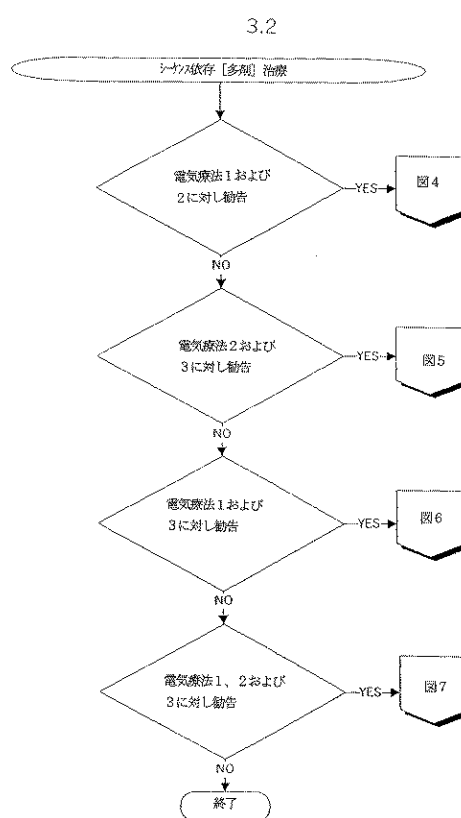 3.2
シーケンス依存［多剤］治療
電気療法1および
2に対し勧告
YES
図4
NO
電気療法2および
3に対し勧告
YES
図5
NO
電気療法1および
3に対し勧告
YES
図6
NO
電気療法1、2および
3に対し勧告
YES
図7
NO
終了